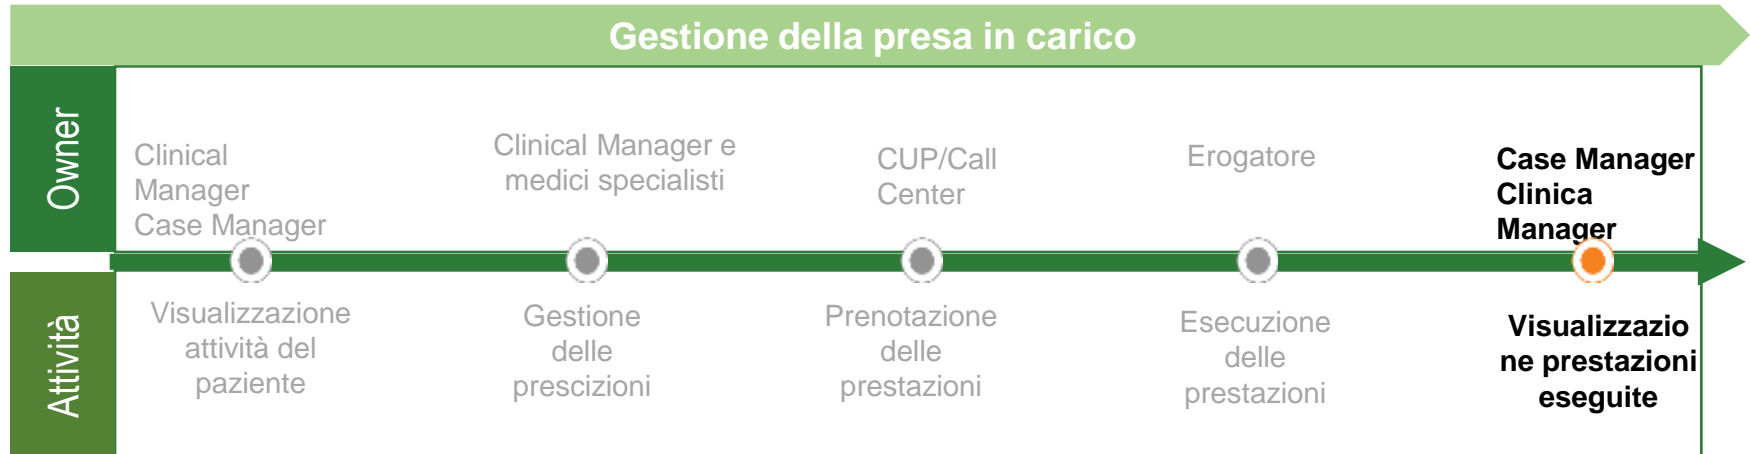 Gestione della presa in carico
Owner
Clinical
Manager
Case Manager
Clinical Manager e
medici specialisti
CUP/Call
Center
Erogatore
Case Manager
Clinica
Manager
Attività
Visualizzazione
attività del
paziente
Gestione
delle
prescizioni
Prenotazione
delle
prestazioni
Esecuzione
delle
prestazioni
Visualizzazio
ne prestazioni
eseguite